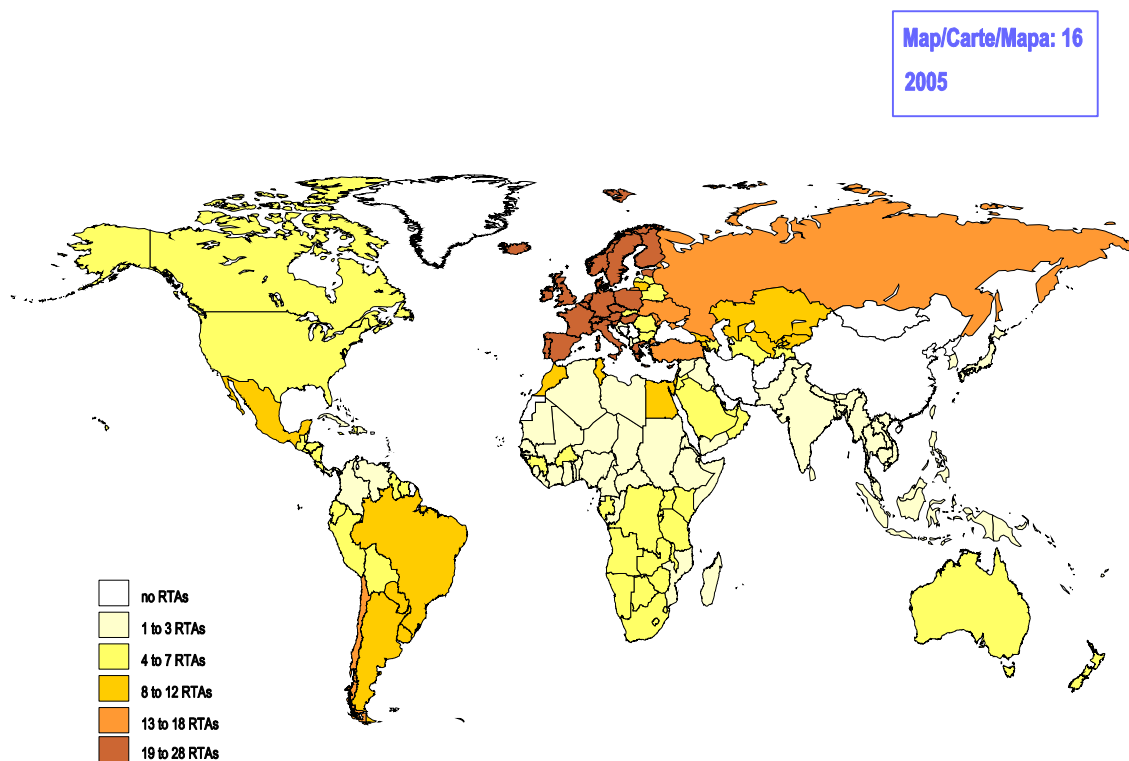 Map/Carte/Mapa: 16
2005
no RTAs
1 to 3 RTAs
4 to 7 RTAs
8 to 12 RTAs
13 to 18 RTAs
19 to 28 RTAs